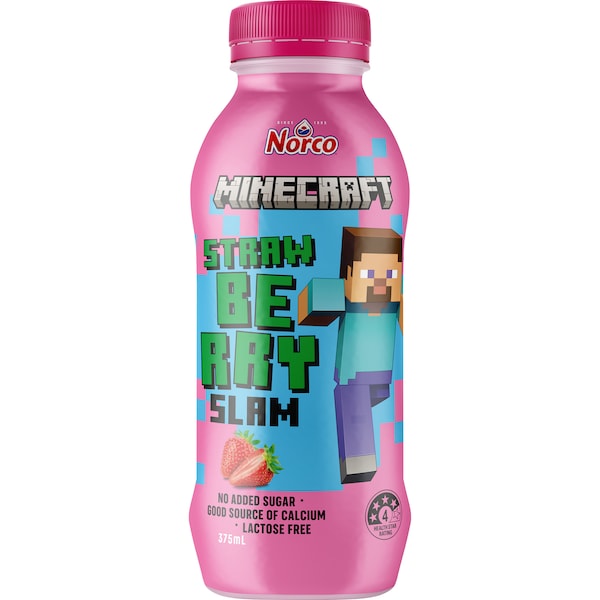 SINCE 1895
Norco
MINECRAFT
STRAW
BE
RRY
SLAM
NO ADDED SUGAR •
GOOD SOURCE OF CALCIUM
• LACTOSE FREE
375mL
4
HEALTH STAR
RATING